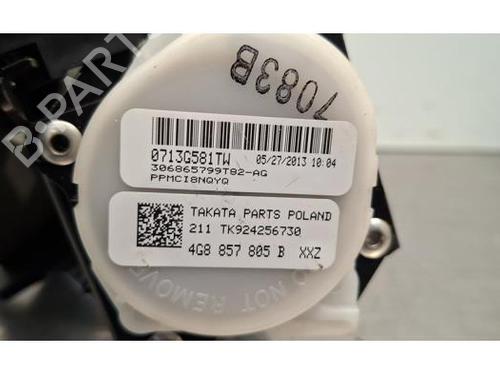 B-PARTS
7083B
0713G581TW 05/27/2013 10:04
306865799T82-AG
PPMCI8NQYQ
TAKATA PARTS POLAND
211 TK924256730
4G8 857 805 B XXZ
DO NOT REMOVE